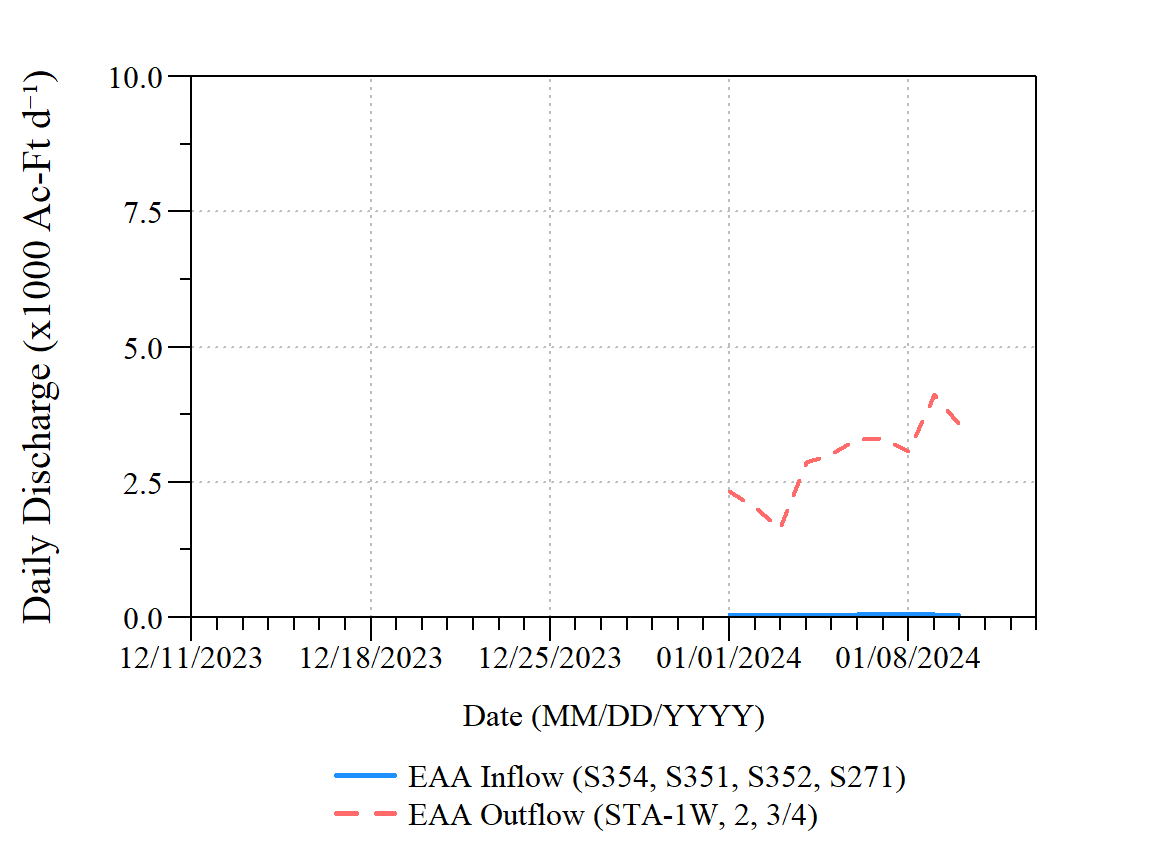 Daily Discharge (x1000 Ac-Ft d⁻¹)
10.0
7.5
5.0
2.5
0.0
12/11/2023 12/18/2023 12/25/2023 01/01/2024 01/08/2024
Date (MM/DD/YYYY)
EAA Inflow (S354, S351, S352, S271)
EAA Outflow (STA-1W, 2, 3/4)